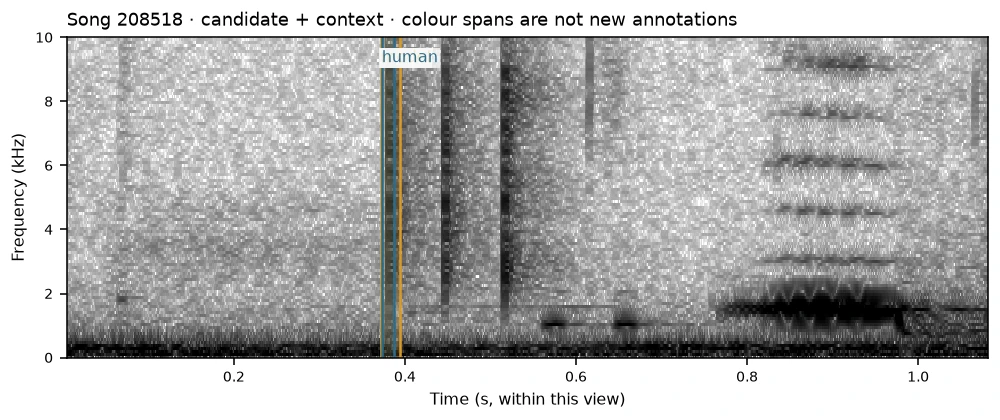 Song 208518 · candidate + context · colour spans are not new annotations
human
10
8
6
4
2
0
Frequency (kHz)
0.2 0.4 0.6 0.8 1.0
Time (s, within this view)